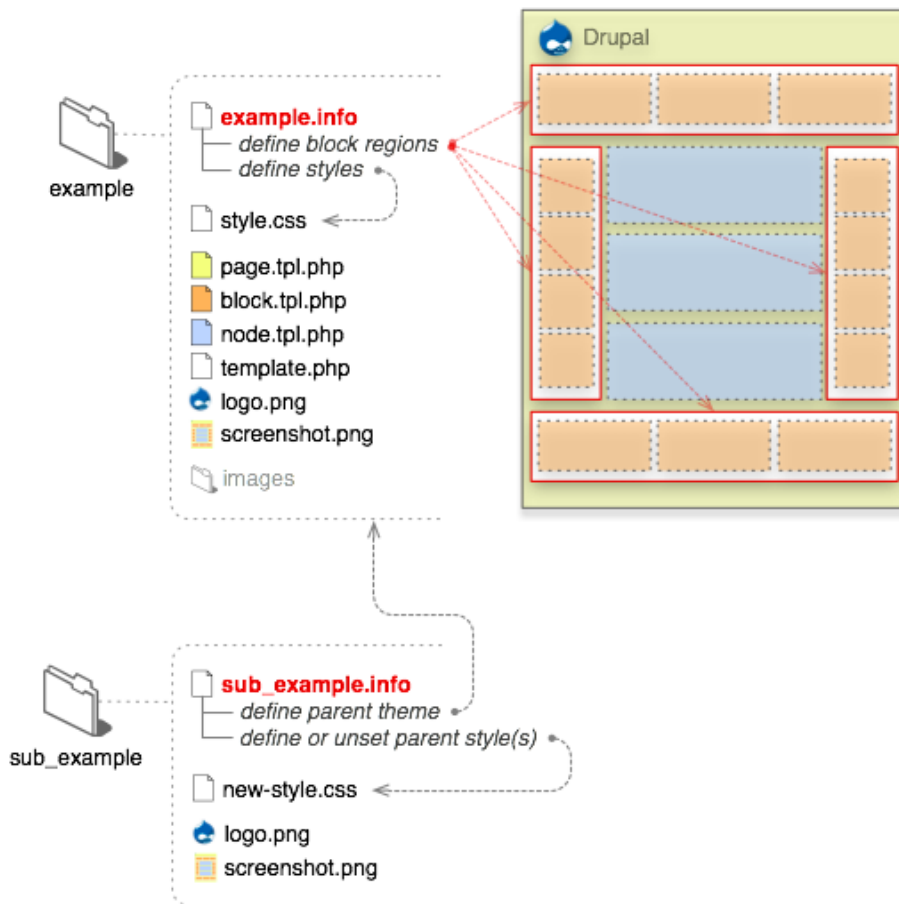 Drupal
example
example.info
define block regions
define styles
style.css
page.tpl.php
block.tpl.php
node.tpl.php
template.php
logo.png
screenshot.png
images
sub_example
sub_example.info
define parent theme
define or unset parent style(s)
new-style.css
logo.png
screenshot.png